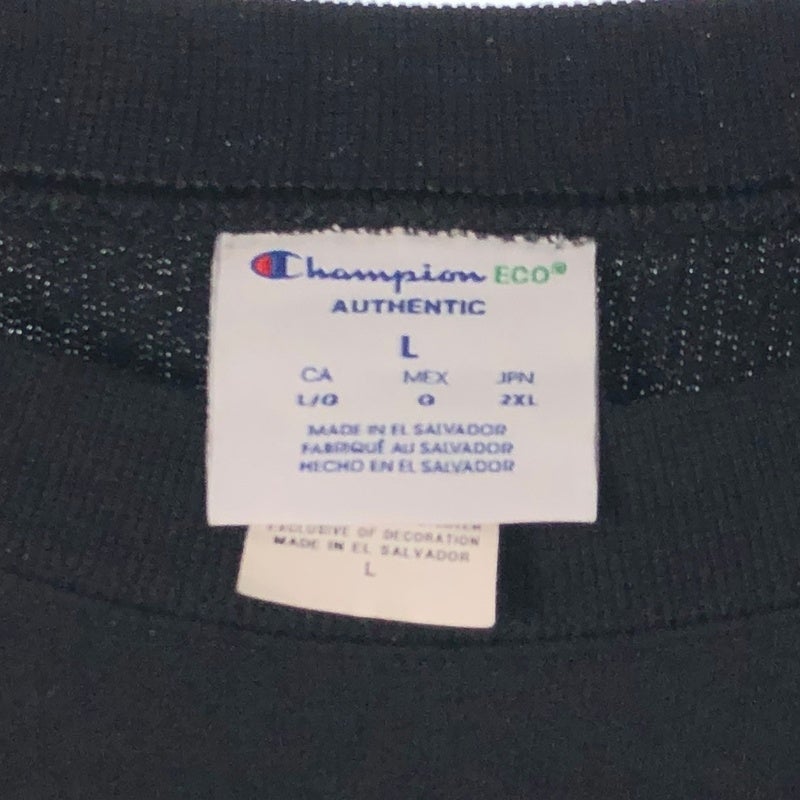 Champion ECO®
AUTHENTIC
L
CA MEX JPN
L/G G 2XL
MADE IN EL SALVADOR
FABRIQUÉ AU SALVADOR
HECHO EN EL SALVADOR
EXCLUSIVE OF DECORATION
MADE IN EL SALVADOR
L